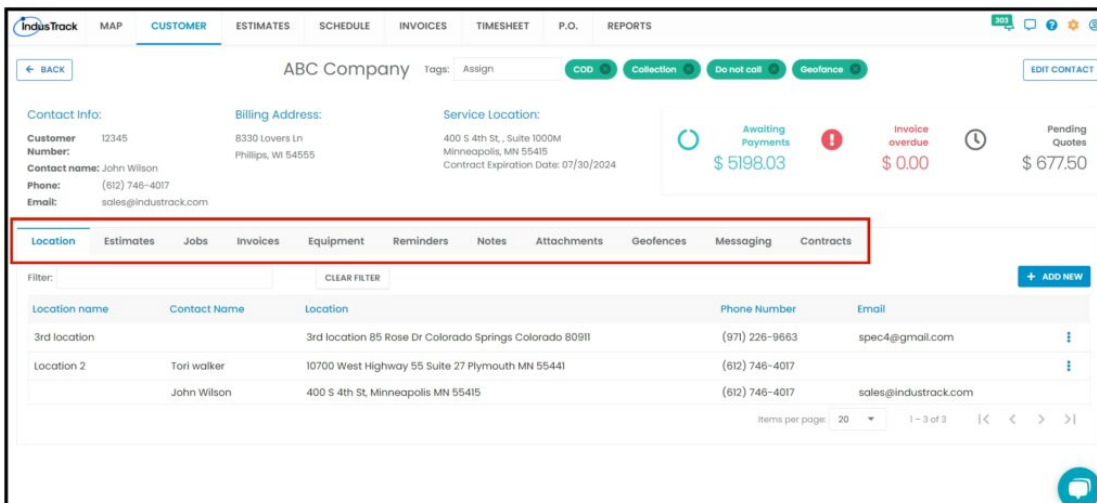 IndusTrack MAP CUSTOMER ESTIMATES SCHEDULE INVOICES TIMESHEET P.O. REPORTS 303
← BACK ABC Company Tags: Assign COD Collection Do not call Geofance EDIT CONTACT
Contact Info: Billing Address: Service Location:
Customer Number: 12345
Contact name: John Wilson
Phone: (612) 746-4017
Email: sales@industrack.com
8330 Lovers Ln
Phillips, WI 54555
400 S 4th St, , Suite 1000M
Minneapolis, MN 55415
Contract Expiration Date: 07/30/2024
Awaiting Payments
$ 5198.03
Invoice overdue
$ 0.00
Pending Quotes
$ 677.50
Location Estimates Jobs Invoices Equipment Reminders Notes Attachments Geofences Messaging Contracts
Filter: CLEAR FILTER + ADD NEW
Location name Contact Name Location Phone Number Email
3rd location 3rd location 85 Rose Dr Colorado Springs Colorado 80911 (971) 226-9663 spec4@gmail.com
Location 2 Tori walker 10700 West Highway 55 Suite 27 Plymouth MN 55441 (612) 746-4017
John Wilson 400 S 4th St, Minneapolis MN 55415 (612) 746-4017 sales@industrack.com
Items per page: 20 1 – 3 of 3